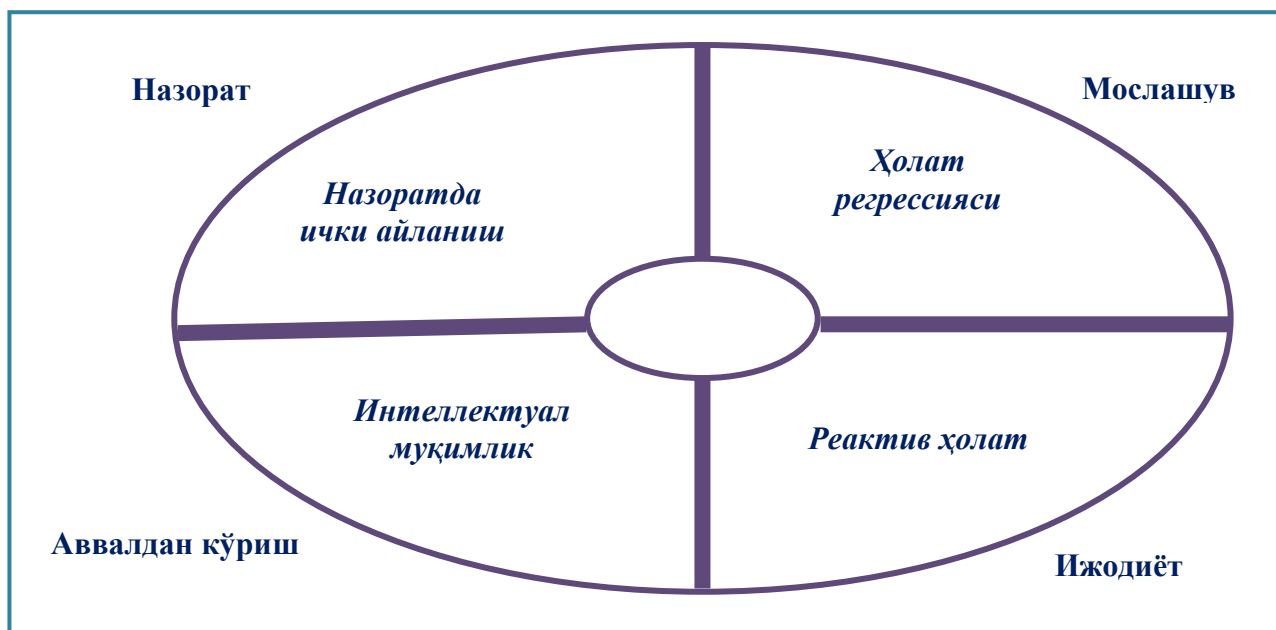 Назорат
Мослашув
Назоратда
ички айланиш
Ҳолат
регрессияси
Интеллектуал
муқимлик
Реактив ҳолат
Аввалдан кўриш
Ижодиёт